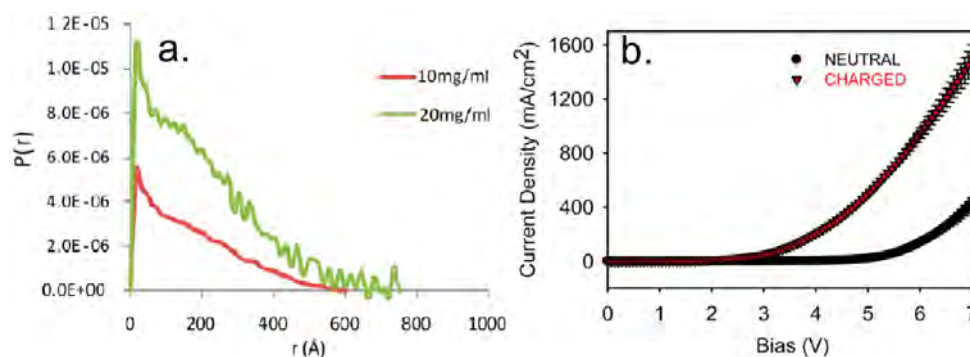 a.
1.2E-05
1.0E-05
8.0E-06
6.0E-06
4.0E-06
2.0E-06
0.0E+00
P(r)
10mg/ml
20mg/ml
0 200 400 600 800 1000
r (Å)
b.
1600
1200
800
400
0
Current Density (mA/cm²)
NEUTRAL
CHARGED
0 1 2 3 4 5 6 7
Bias (V)